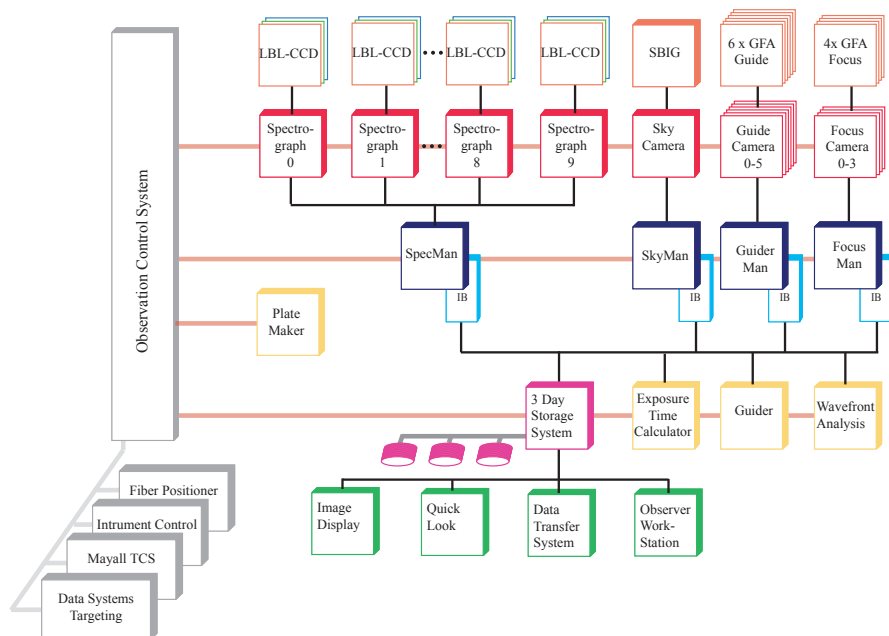 LBL-CCD
LBL-CCD
LBL-CCD
LBL-CCD
SBIG
6 x GFA
Guide
4x GFA
Focus
Spectro-
graph
0
Spectro-
graph
1
Spectro-
graph
8
Spectro-
graph
9
Sky
Camera
Guide
Camera
0-5
Focus
Camera
0-3
Observation Control System
SpecMan
IB
SkyMan
IB
Guider
Man
IB
Focus
Man
IB
Plate
Maker
3 Day
Storage
System
Exposure
Time
Calculator
Guider
Wavefront
Analysis
Fiber Positioner
Intrument Control
Mayall TCS
Data Systems
Targeting
Image
Display
Quick
Look
Data
Transfer
System
Observer
Work-
Station